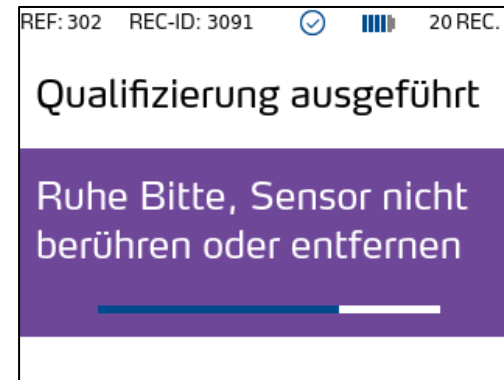 REF: 302 REC-ID: 3091 20 REC.
Qualifizierung ausgeführt
Ruhe Bitte, Sensor nicht
berühren oder entfernen